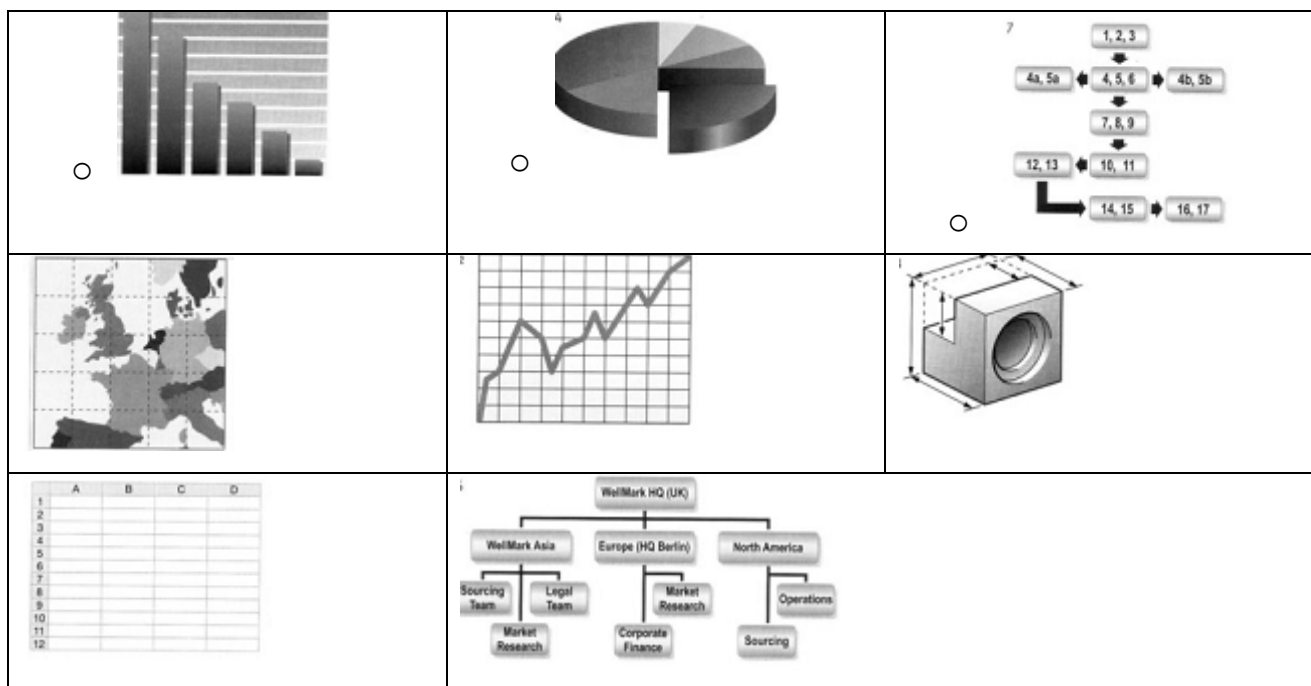 4
7
1, 2, 3
4a, 5a 4, 5, 6 4b, 5b
7, 8, 9
12, 13 10, 11
14, 15 16, 17
2
A B C D
1
2
3
4
5
6
7
8
9
10
11
12
WellMark HQ (UK)
WellMark Asia Europe (HQ Berlin) North America
Sourcing Team
Legal Team
Market Research
Market Research
Corporate Finance
Operations
Sourcing